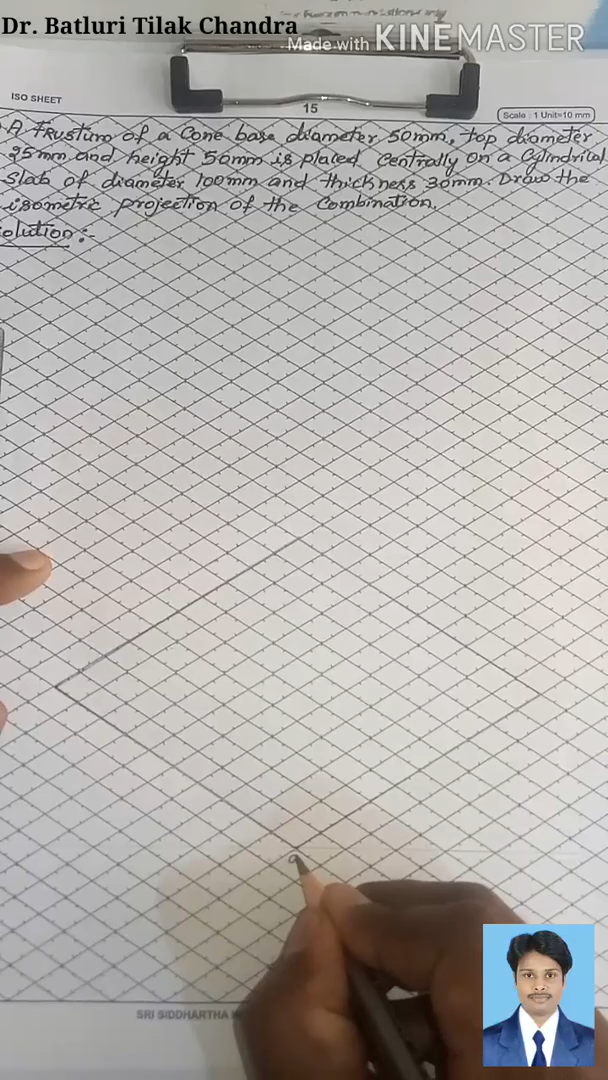 Dr. Batluri Tilak Chandra
Made with KINEMASTER
ISO SHEET
15
Scale : 1 Unit=10 mm
A Frustum of a Cone base diameter 50mm, top diameter
25mm and height 50mm is placed Centrally on a Cylindrical
Slab of diameter 100mm and thickness 30mm. Draw the
isometric projection of the Combination.
olution :-
a
SRI SIDDHARTHA